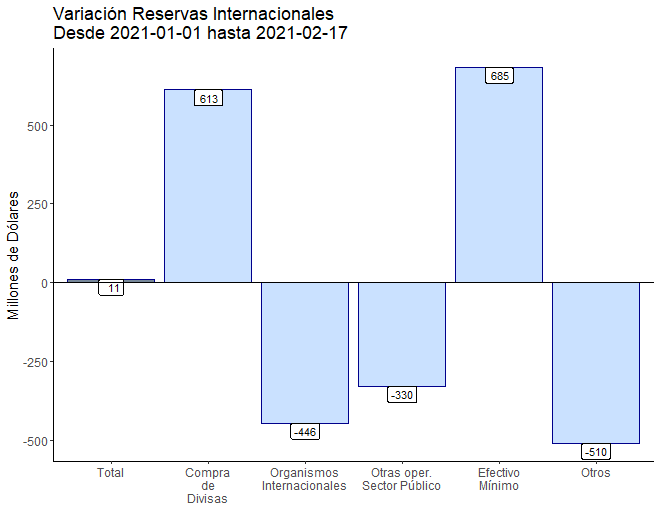 Variación Reservas Internacionales
Desde 2021-01-01 hasta 2021-02-17
Millones de Dólares
500
250
0
-250
-500
11
613
-446
-330
685
-510
Total
Compra
de
Divisas
Organismos
Internacionales
Otras oper.
Sector Público
Efectivo
Mínimo
Otros